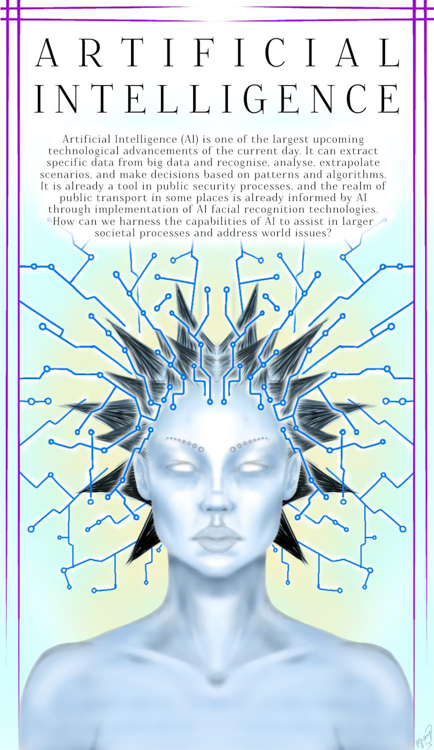 ARTIFICIAL
INTELLIGENCE
Artificial Intelligence (AI) is one of the largest upcoming
technological advancements of the current day. It can extract
specific data from big data and recognise, analyse, extrapolate
scenarios, and make decisions based on patterns and algorithms.
It is already a tool in public security processes, and the realm of
public transport in some places is already informed by AI
through implementation of AI facial recognition technologies.
How can we harness the capabilities of AI to assist in larger
societal processes and address world issues?